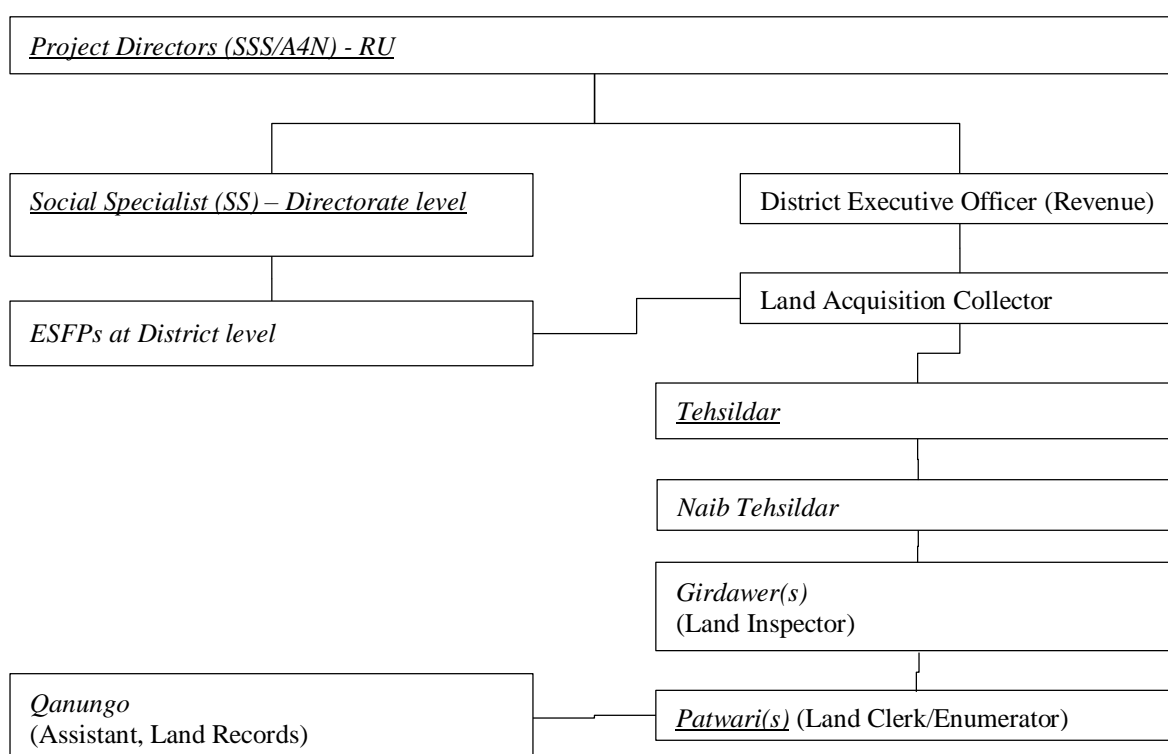 Project Directors (SSS/A4N) - RU
Social Specialist (SS) – Directorate level
District Executive Officer (Revenue)
Land Acquisition Collector
ESFPs at District level
Tehsildar
Naib Tehsildar
Girdawer(s)
(Land Inspector)
Qanungo
(Assistant, Land Records)
Patwari(s) (Land Clerk/Enumerator)